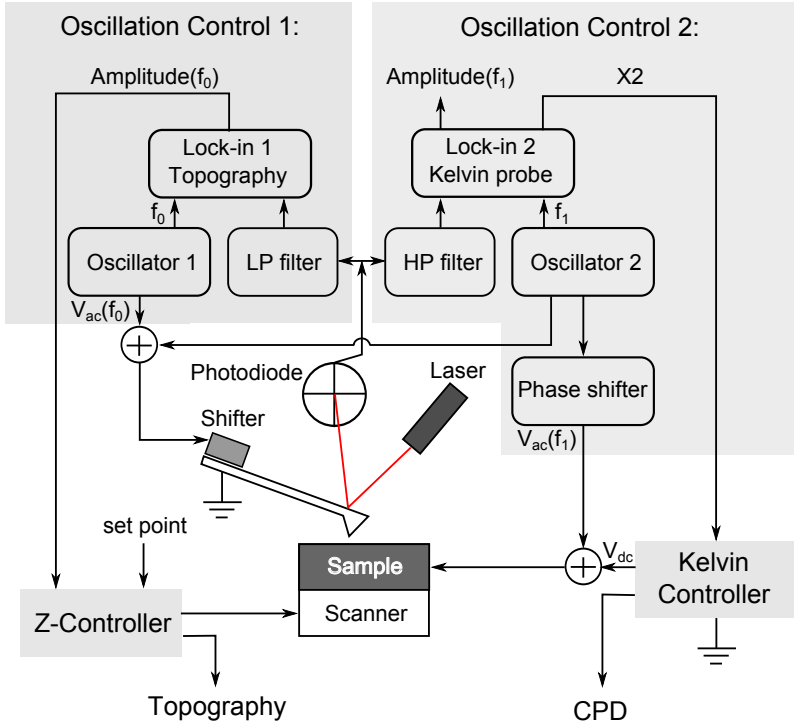 Oscillation Control 1:
Oscillation Control 2:
Amplitude(f₀)
Amplitude(f₁)
X2
Lock-in 1
Topography
Lock-in 2
Kelvin probe
f₀
f₁
Oscillator 1
LP filter
HP filter
Oscillator 2
Vac(f₀)
Photodiode
Laser
Phase shifter
Shifter
Vac(f₁)
set point
Sample
Vdc
Kelvin
Controller
Scanner
Z-Controller
Topography
CPD